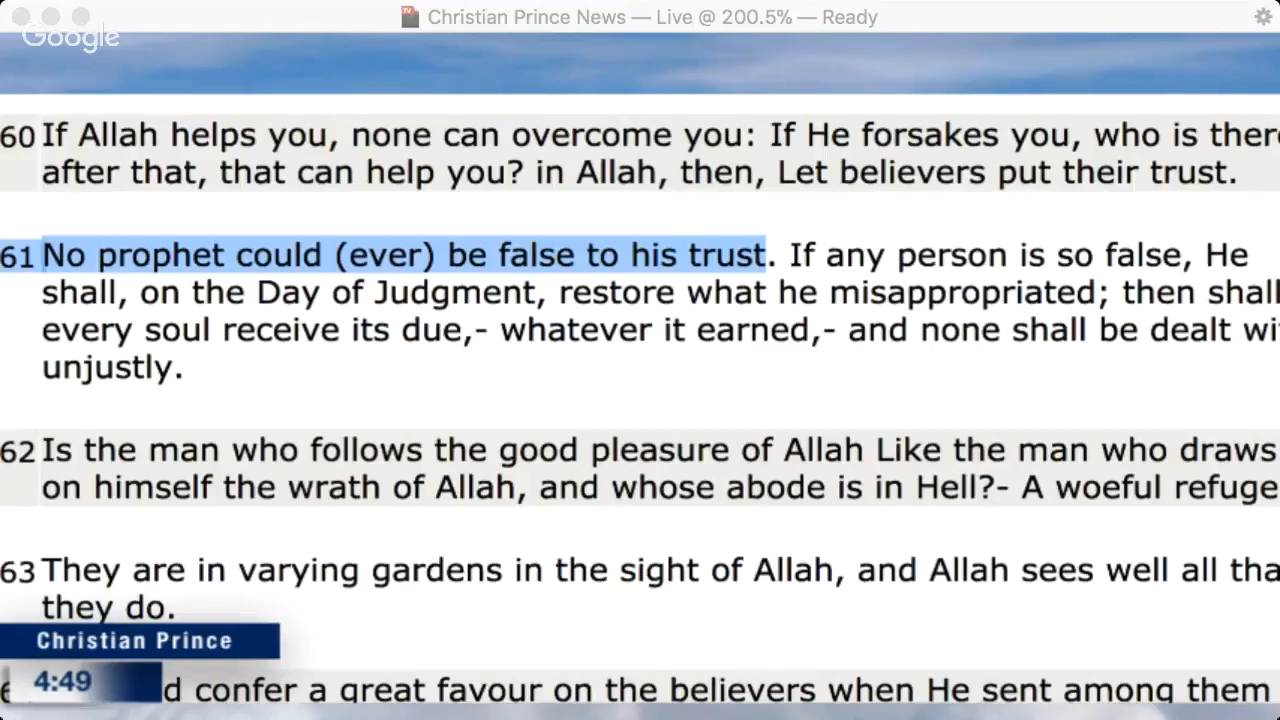 Christian Prince News — Live @ 200.5% — Ready
Google
60 If Allah helps you, none can overcome you: If He forsakes you, who is there
after that, that can help you? in Allah, then, Let believers put their trust.
61 No prophet could (ever) be false to his trust. If any person is so false, He
shall, on the Day of Judgment, restore what he misappropriated; then shall
every soul receive its due,- whatever it earned,- and none shall be dealt wi
unjustly.
62 Is the man who follows the good pleasure of Allah Like the man who draws
on himself the wrath of Allah, and whose abode is in Hell?- A woeful refuge
63 They are in varying gardens in the sight of Allah, and Allah sees well all tha
they do.
Christian Prince
4:49
d confer a great favour on the believers when He sent among them